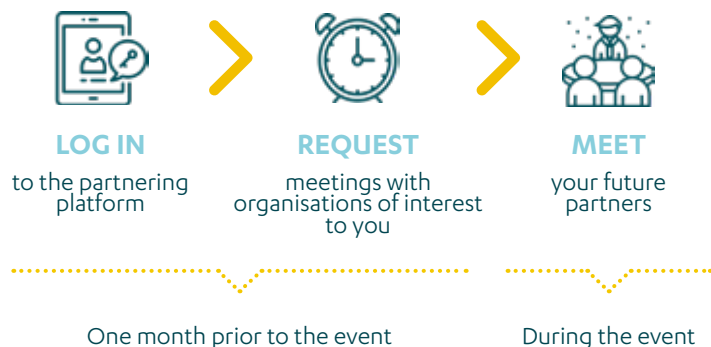 LOG IN
to the partnering
platform
REQUEST
meetings with
organisations of interest
to you
MEET
your future
partners
One month prior to the event
During the event